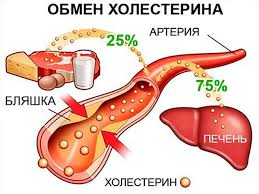 ОБМЕН ХОЛЕСТЕРИНА
25%
АРТЕРИЯ
75%
БЛЯШКА
ПЕЧЕНЬ
ХОЛЕСТЕРИН